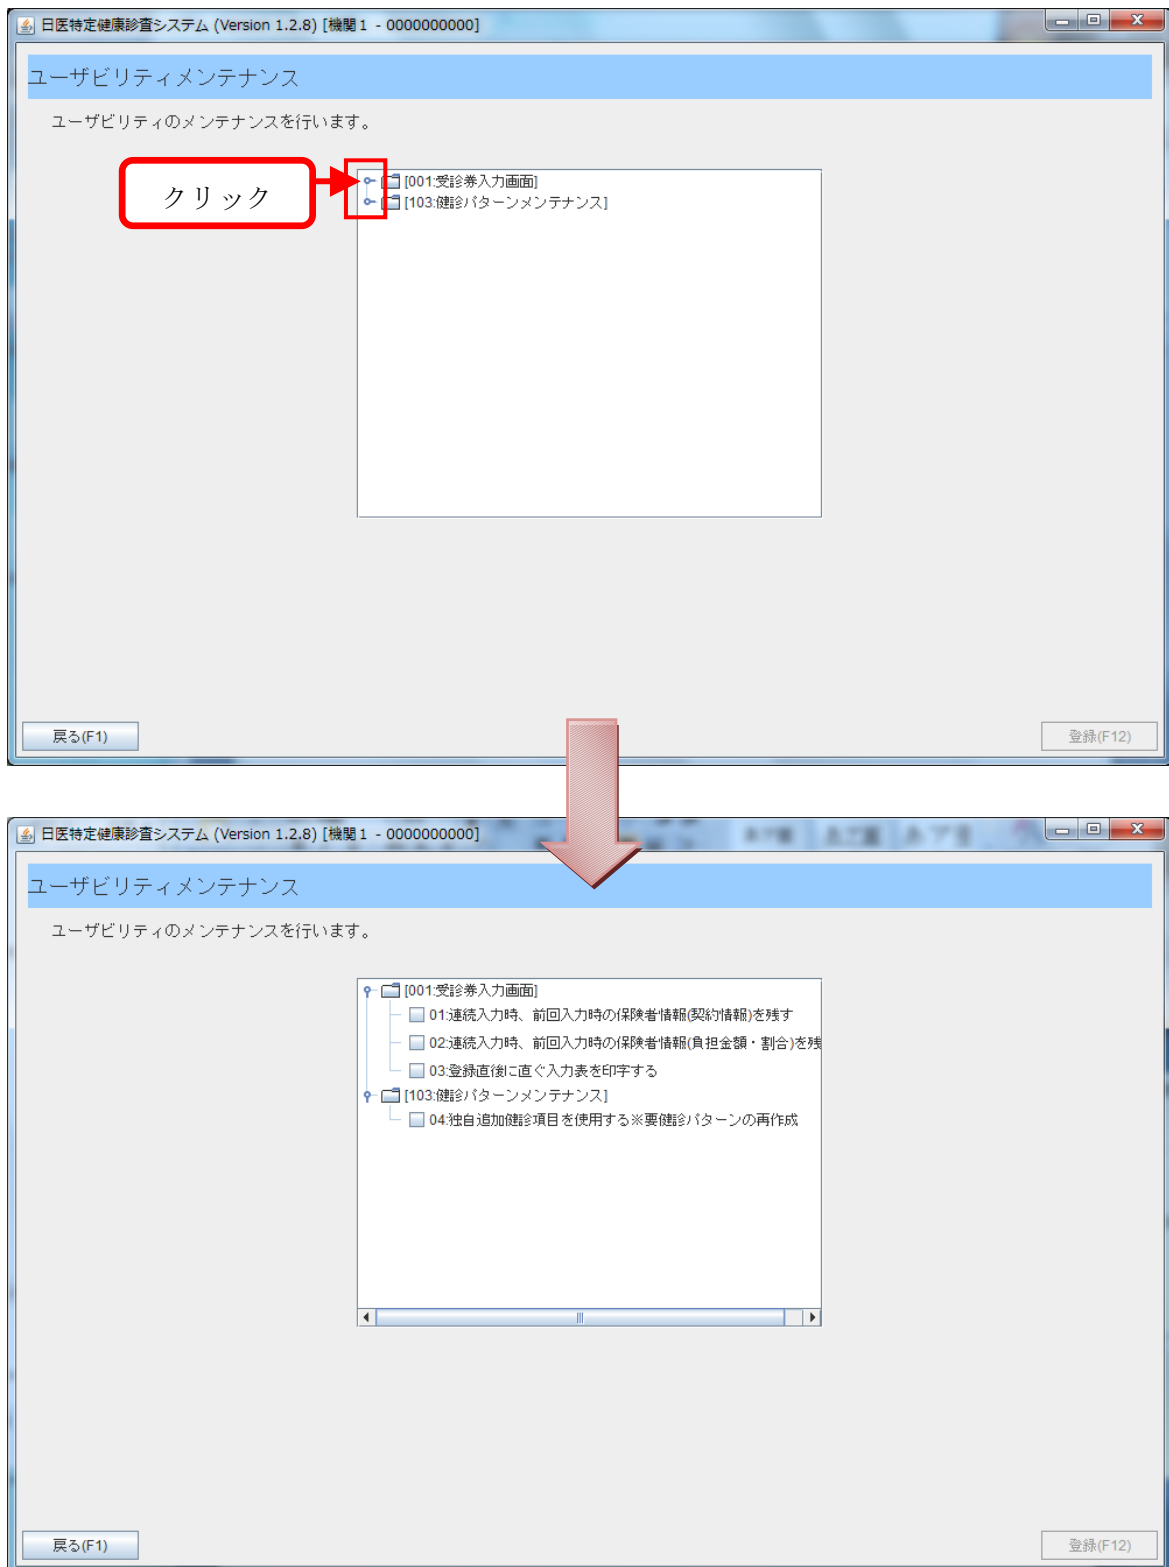 日医特定健康診査システム (Version 1.2.8) [機関1 - 0000000000]
ユーザビリティメンテナンス
ユーザビリティのメンテナンスを行います。
クリック
[001:受診券入力画面]
[103:健診パターンメンテナンス]
戻る(F1)
登録(F12)
日医特定健康診査システム (Version 1.2.8) [機関1 - 0000000000]
ユーザビリティメンテナンス
ユーザビリティのメンテナンスを行います。
[001:受診券入力画面]
01:連続入力時、前回入力時の保険者情報(契約情報)を残す
02:連続入力時、前回入力時の保険者情報(負担金額・割合)を残
03:登録直後に直ぐ入力表を印字する
[103:健診パターンメンテナンス]
04:独自追加健診項目を使用する※要健診パターンの再作成
戻る(F1)
登録(F12)